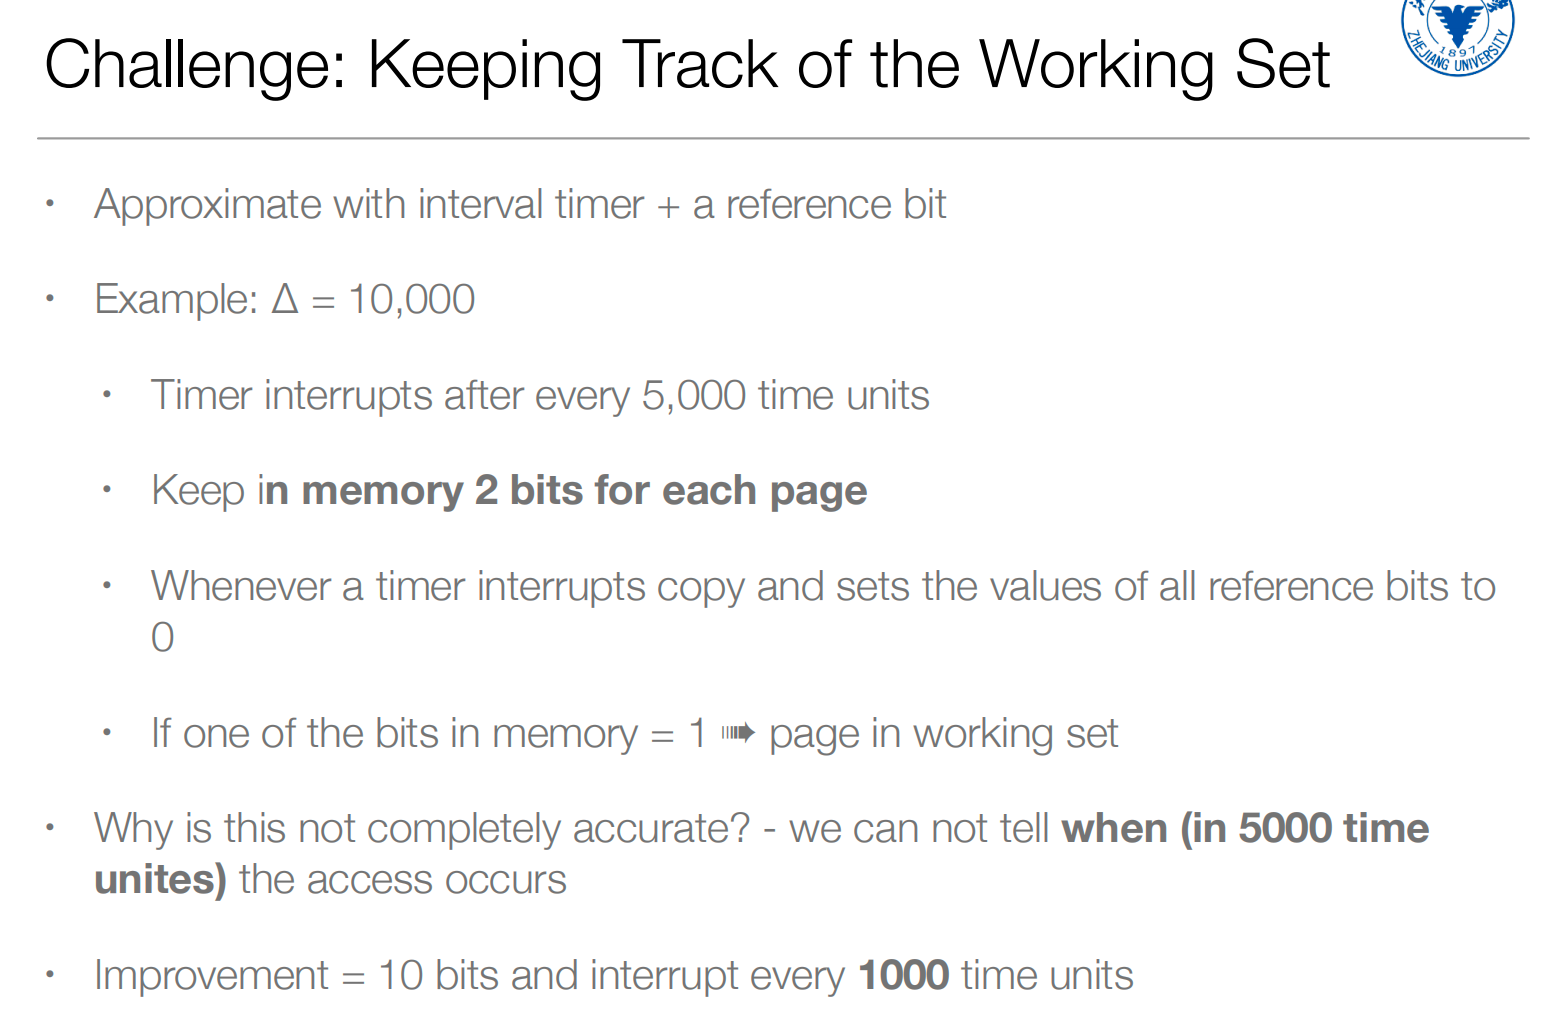 Challenge: Keeping Track of the Working Set
ZHEJIANG UNIVERSITY
1897
• Approximate with interval timer + a reference bit
• Example: Δ = 10,000
• Timer interrupts after every 5,000 time units
• Keep in memory 2 bits for each page
• Whenever a timer interrupts copy and sets the values of all reference bits to
0
• If one of the bits in memory = 1 ➠ page in working set
• Why is this not completely accurate? - we can not tell when (in 5000 time
unites) the access occurs
• Improvement = 10 bits and interrupt every 1000 time units